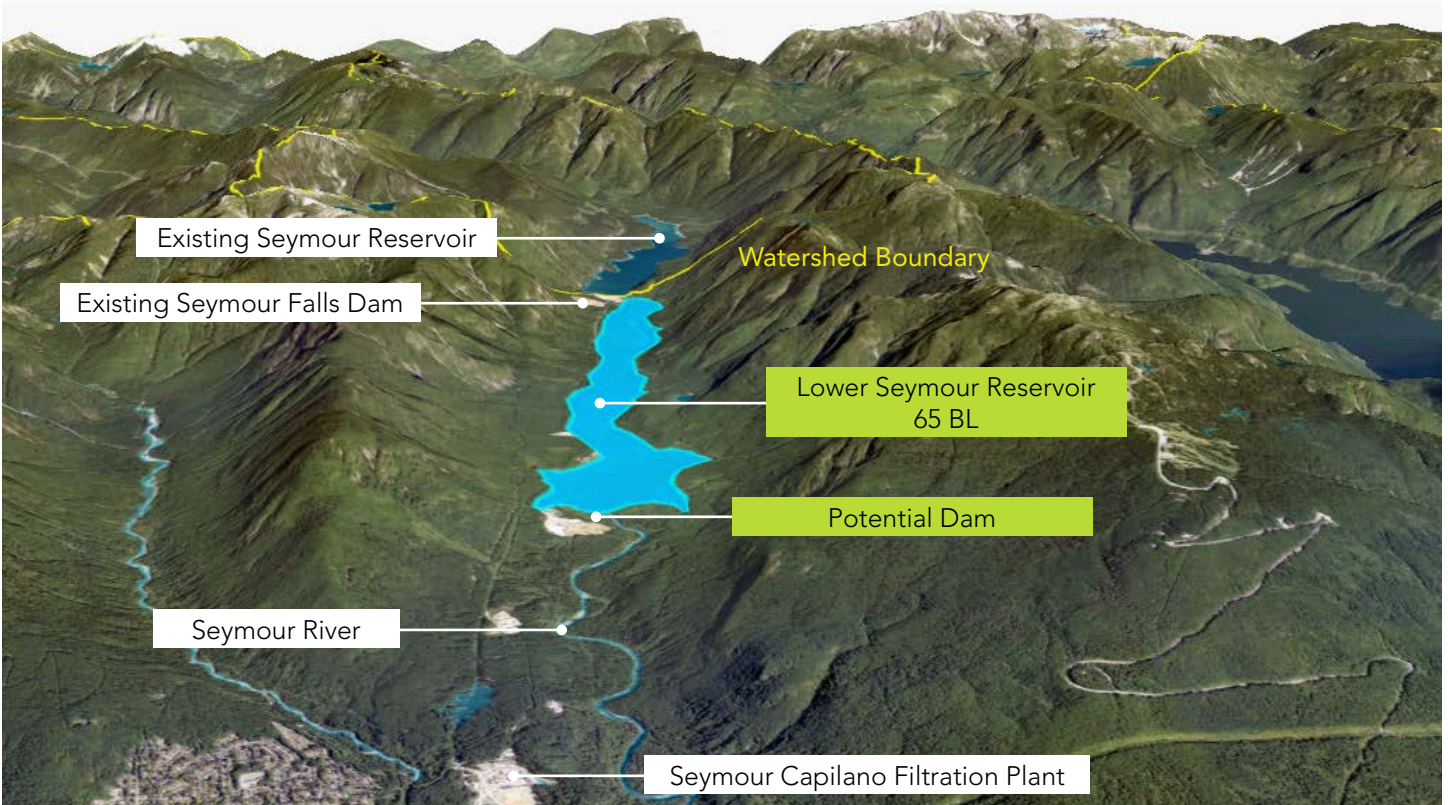 Existing Seymour Reservoir
Watershed Boundary
Existing Seymour Falls Dam
Lower Seymour Reservoir
65 BL
Potential Dam
Seymour River
Seymour Capilano Filtration Plant